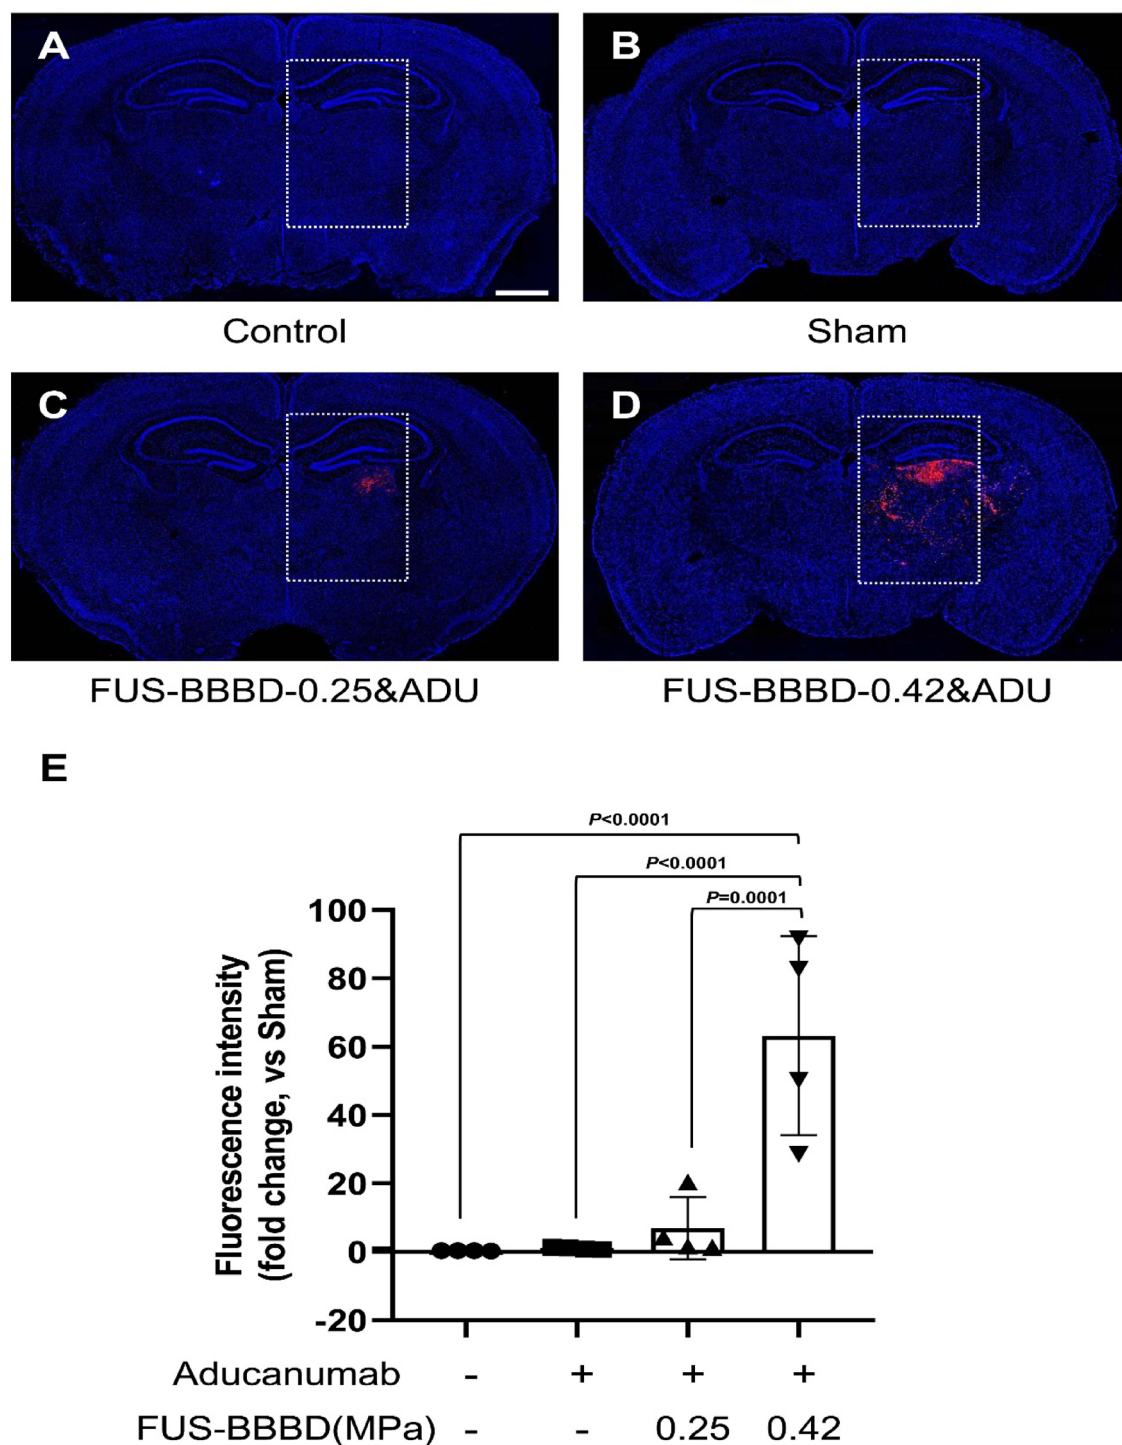 A
B
Control
Sham
C
D
FUS-BBBD-0.25&ADU
FUS-BBBD-0.42&ADU
E
P<0.0001
P<0.0001
P=0.0001
Fluorescence intensity
(fold change, vs Sham)
100
80
60
40
20
0
-20
Aducanumab - + + +
FUS-BBBD(MPa) - - 0.25 0.42